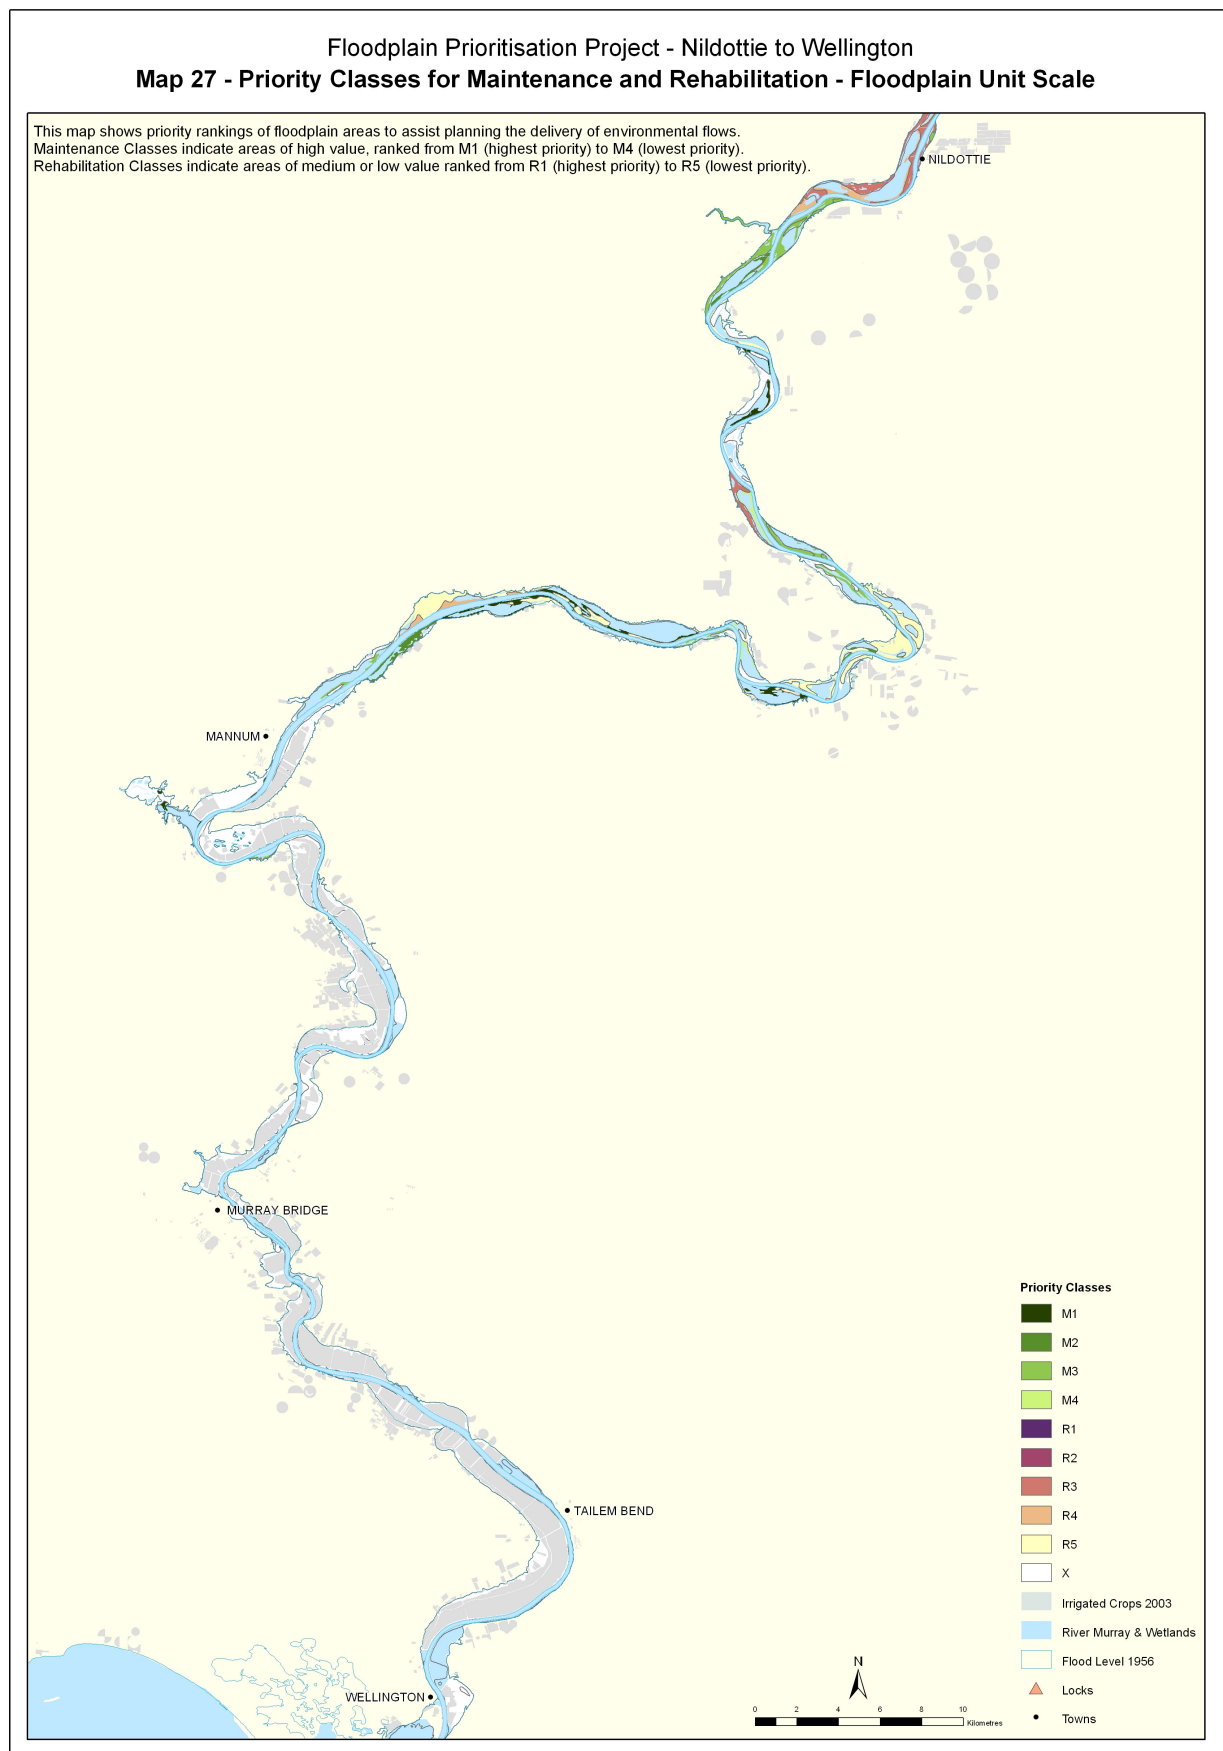 Floodplain Prioritisation Project - Nildottie to Wellington
Map 27 - Priority Classes for Maintenance and Rehabilitation - Floodplain Unit Scale
This map shows priority rankings of floodplain areas to assist planning the delivery of environmental flows.
Maintenance Classes indicate areas of high value, ranked from M1 (highest priority) to M4 (lowest priority).
Rehabilitation Classes indicate areas of medium or low value ranked from R1 (highest priority) to R5 (lowest priority).
NILDOTTIE
MANNUM
MURRAY BRIDGE
TAILEM BEND
WELLINGTON
Priority Classes
M1
M2
M3
M4
R1
R2
R3
R4
R5
X
Irrigated Crops 2003
River Murray & Wetlands
Flood Level 1956
Locks
Towns
N
0 2 4 6 8 10
Kilometres